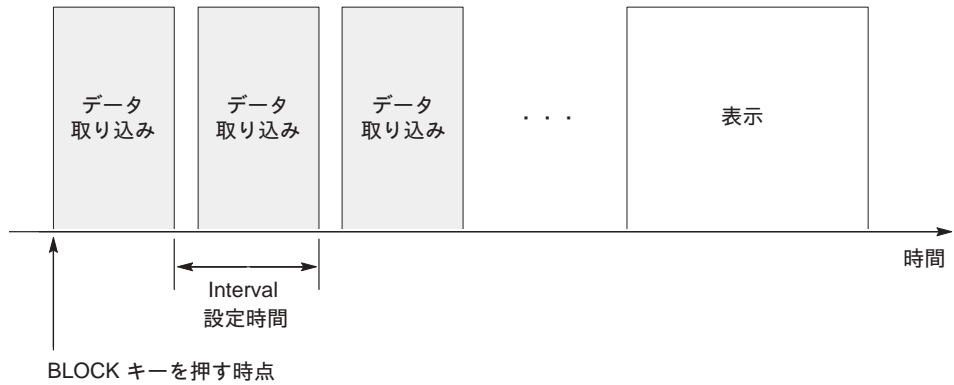 データ
取り込み
データ
取り込み
データ
取り込み
・・・
表示
時間
Interval
設定時間
BLOCK キーを押す時点